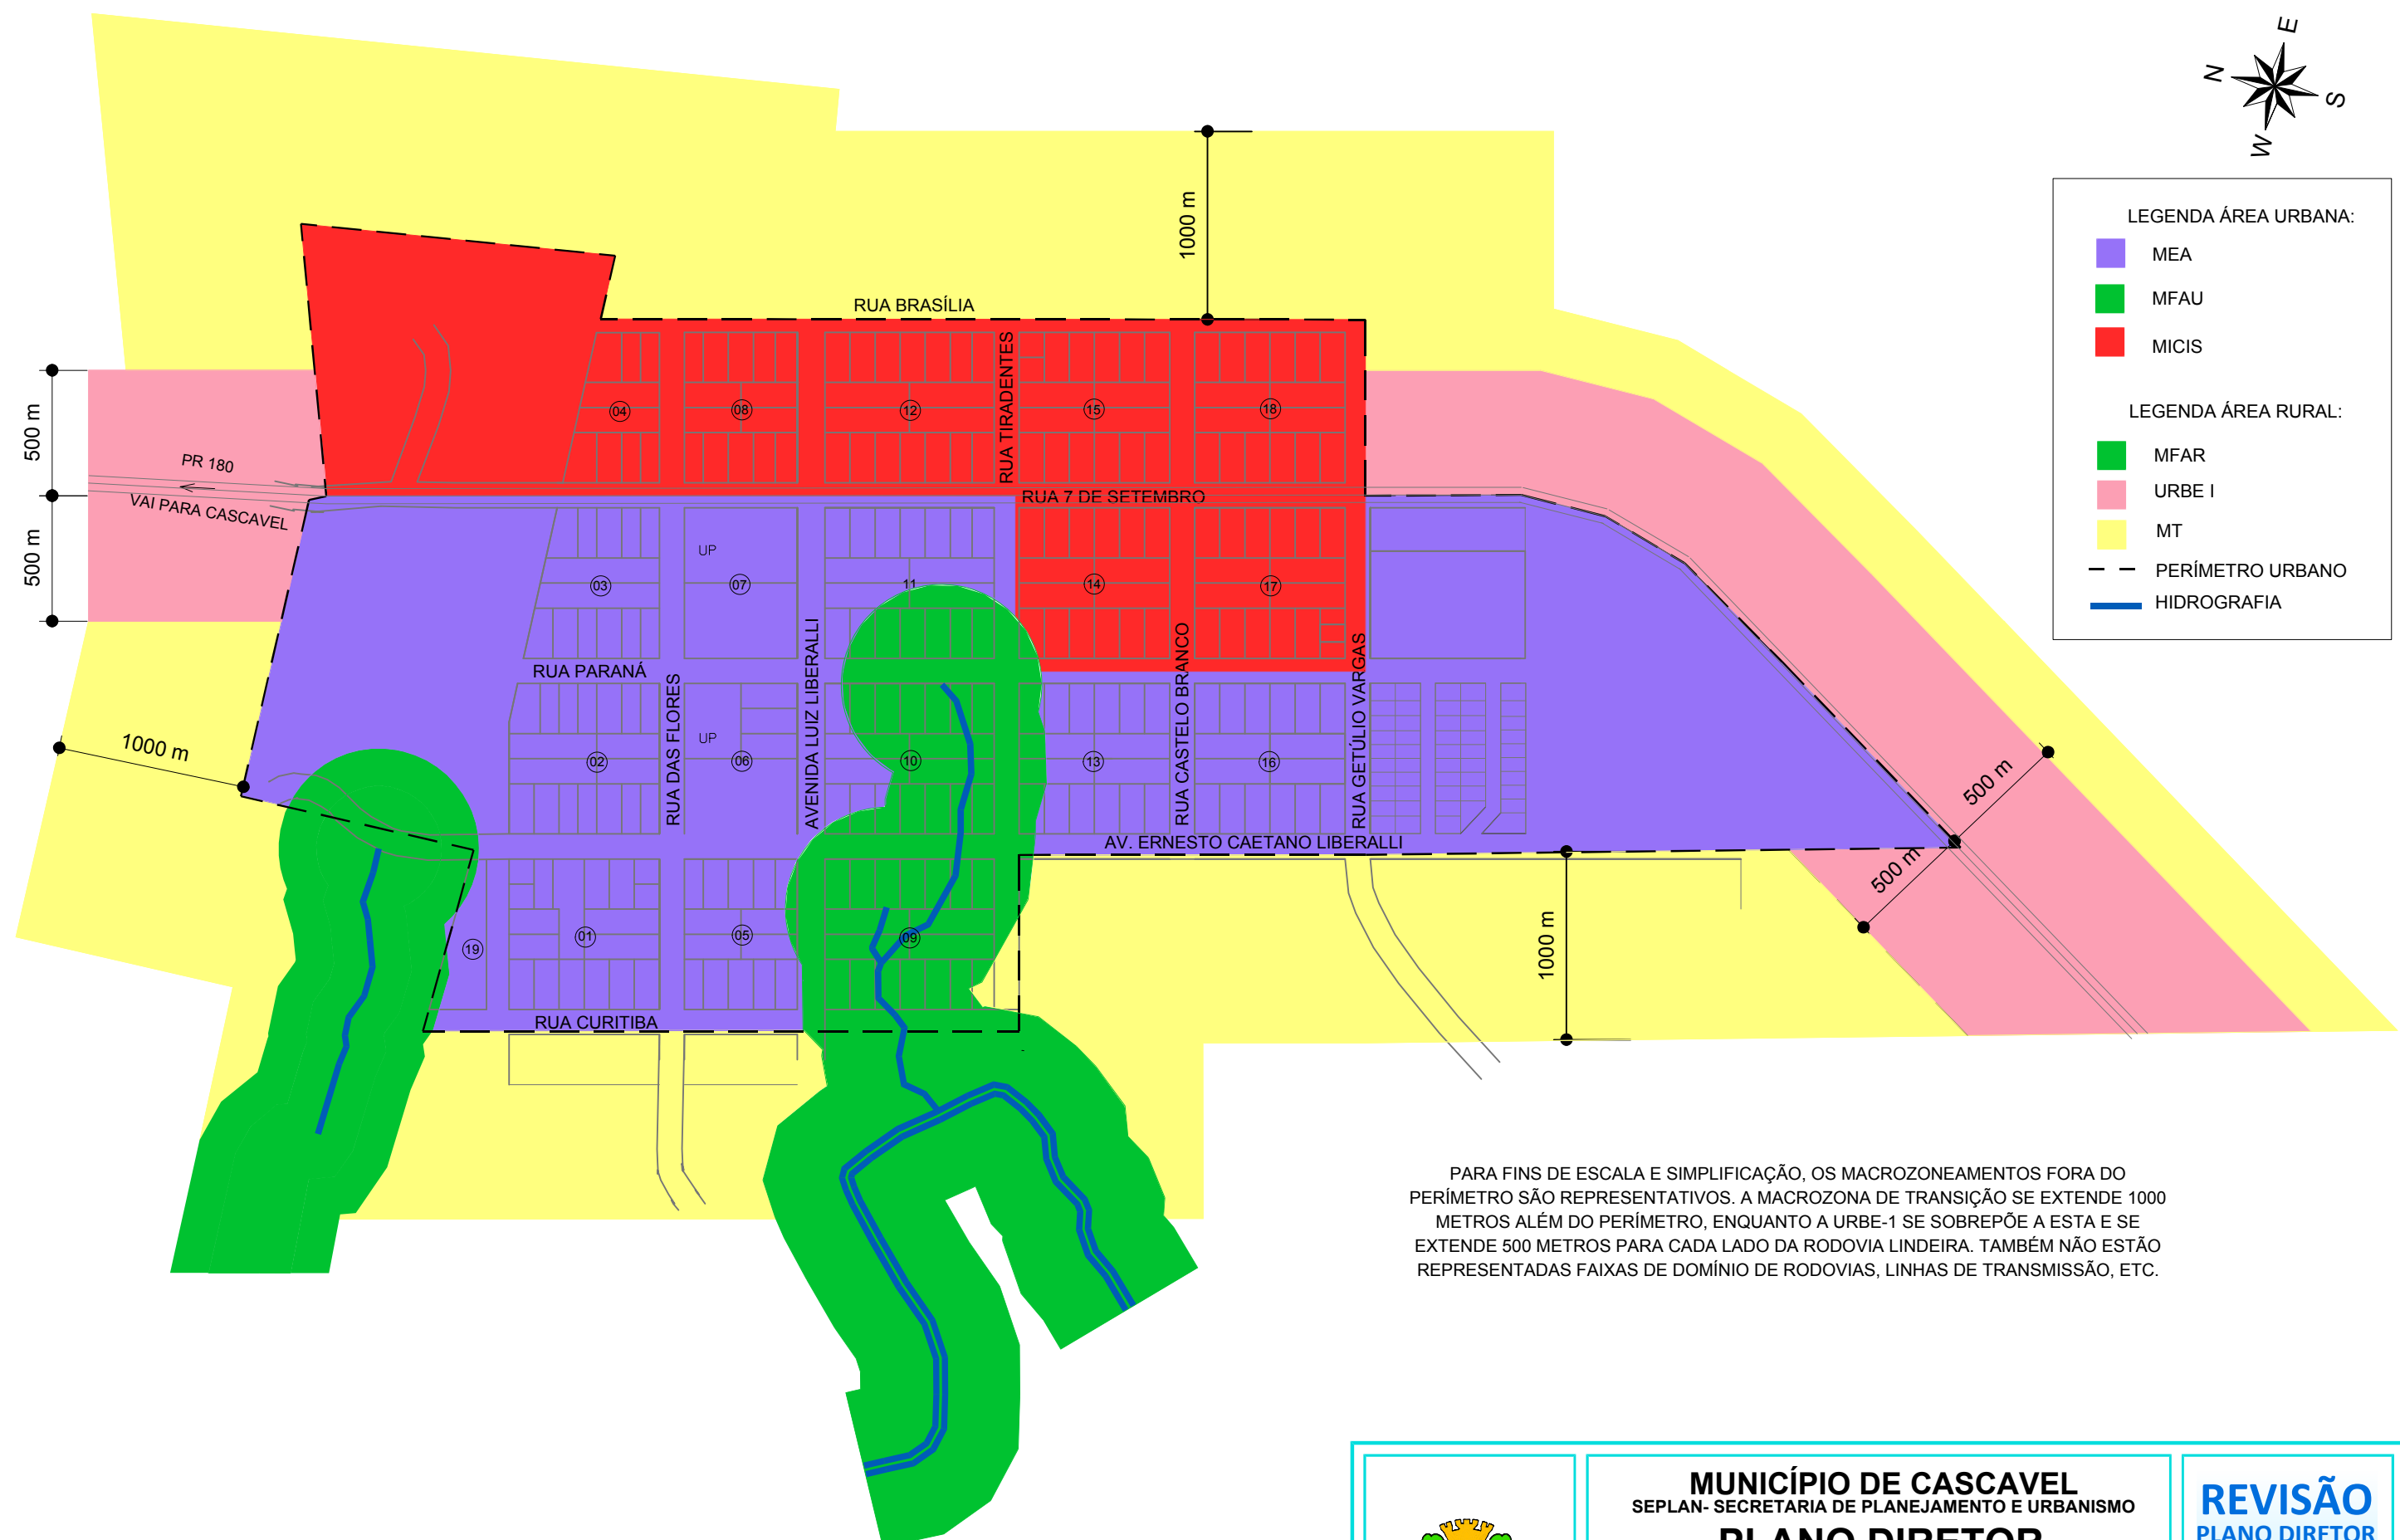 E
N
S
W
LEGENDA ÁREA URBANA:
MEA
MFAU
MICIS
LEGENDA ÁREA RURAL:
MFAR
URBE I
MT
PERÍMETRO URBANO
HIDROGRAFIA
1000 m
RUA BRASÍLIA
RUA TIRADENTES
04
08
12
15
18
500 m
500 m
PR 180
VAI PARA CASCAVEL
RUA 7 DE SETEMBRO
UP
03
07
11
14
17
RUA PARANÁ
RUA DAS FLORES
AVENIDA LUIZ LIBERALLI
RUA CASTELO BRANCO
RUA GETÚLIO VARGAS
1000 m
UP
02
06
10
13
16
AV. ERNESTO CAETANO LIBERALLI
500 m
500 m
19
01
05
09
1000 m
RUA CURITIBA
PARA FINS DE ESCALA E SIMPLIFICAÇÃO, OS MACROZONEAMENTOS FORA DO
PERÍMETRO SÃO REPRESENTATIVOS. A MACROZONA DE TRANSIÇÃO SE EXTENDE 1000
METROS ALÉM DO PERÍMETRO, ENQUANTO A URBE-1 SE SOBREPÕE A ESTA E SE
EXTENDE 500 METROS PARA CADA LADO DA RODOVIA LINDEIRA. TAMBÉM NÃO ESTÃO
REPRESENTADAS FAIXAS DE DOMÍNIO DE RODOVIAS, LINHAS DE TRANSMISSÃO, ETC.
MUNICÍPIO DE CASCAVEL
SEPLAN- SECRETARIA DE PLANEJAMENTO E URBANISMO
PLANO DIRETOR
REVISÃO
PLANO DIRETOR